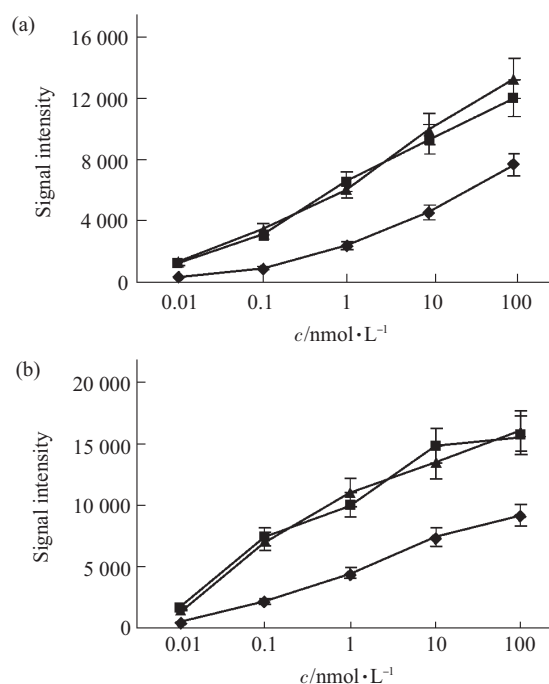 (a)
16 000
12 000
8 000
4 000
0
Signal intensity
0.01 0.1 1 10 100
c/nmol·L⁻¹
(b)
20 000
15 000
10 000
5 000
0
Signal intensity
0.01 0.1 1 10 100
c/nmol·L⁻¹